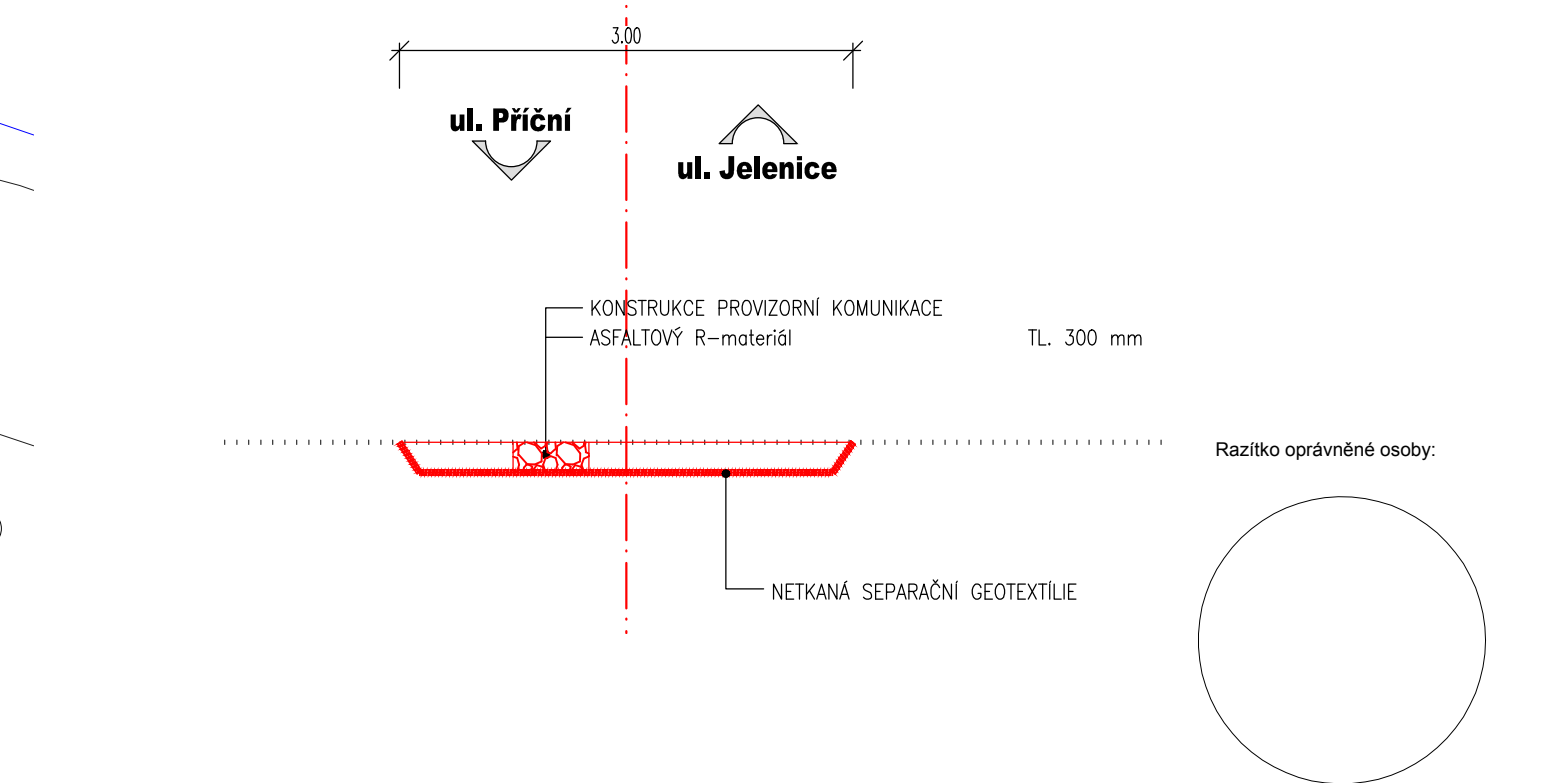 3.00
ul. Příční
ul. Jelenice
KONSTRUKCE PROVIZORNÍ KOMUNIKACE
ASFALTOVÝ R-materiál TL. 300 mm
Razítko oprávněné osoby:
NETKANÁ SEPARAČNÍ GEOTEXTÍLIE